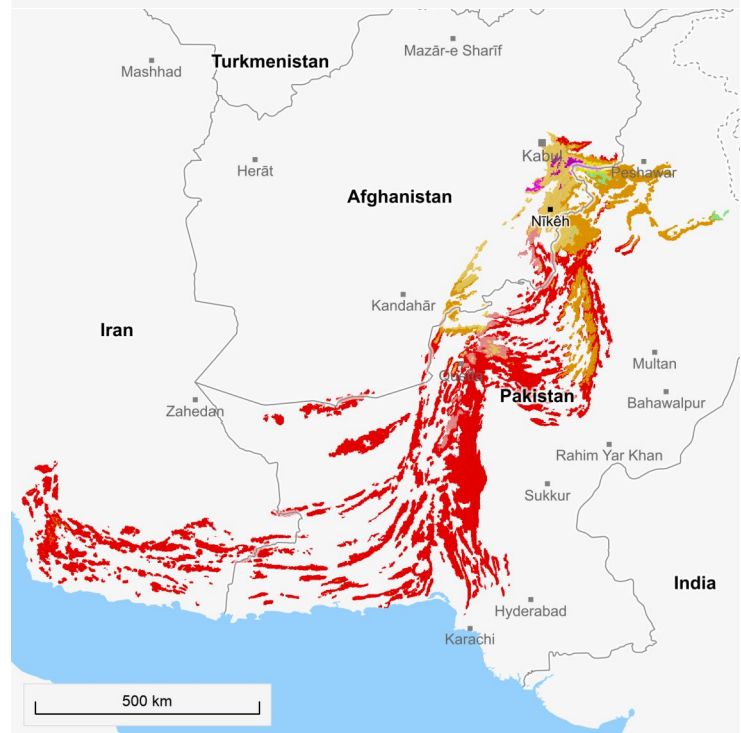 Mazār-e Sharīf
Turkmenistan
Mashhad
Kabul
Peshawar
Herāt
Afghanistan
Nīkêh
Kandahār
Iran
Multan
Pakistan
Zahedan
Bahawalpur
Rahim Yar Khan
Sukkur
India
Hyderabad
Karachi
500 km